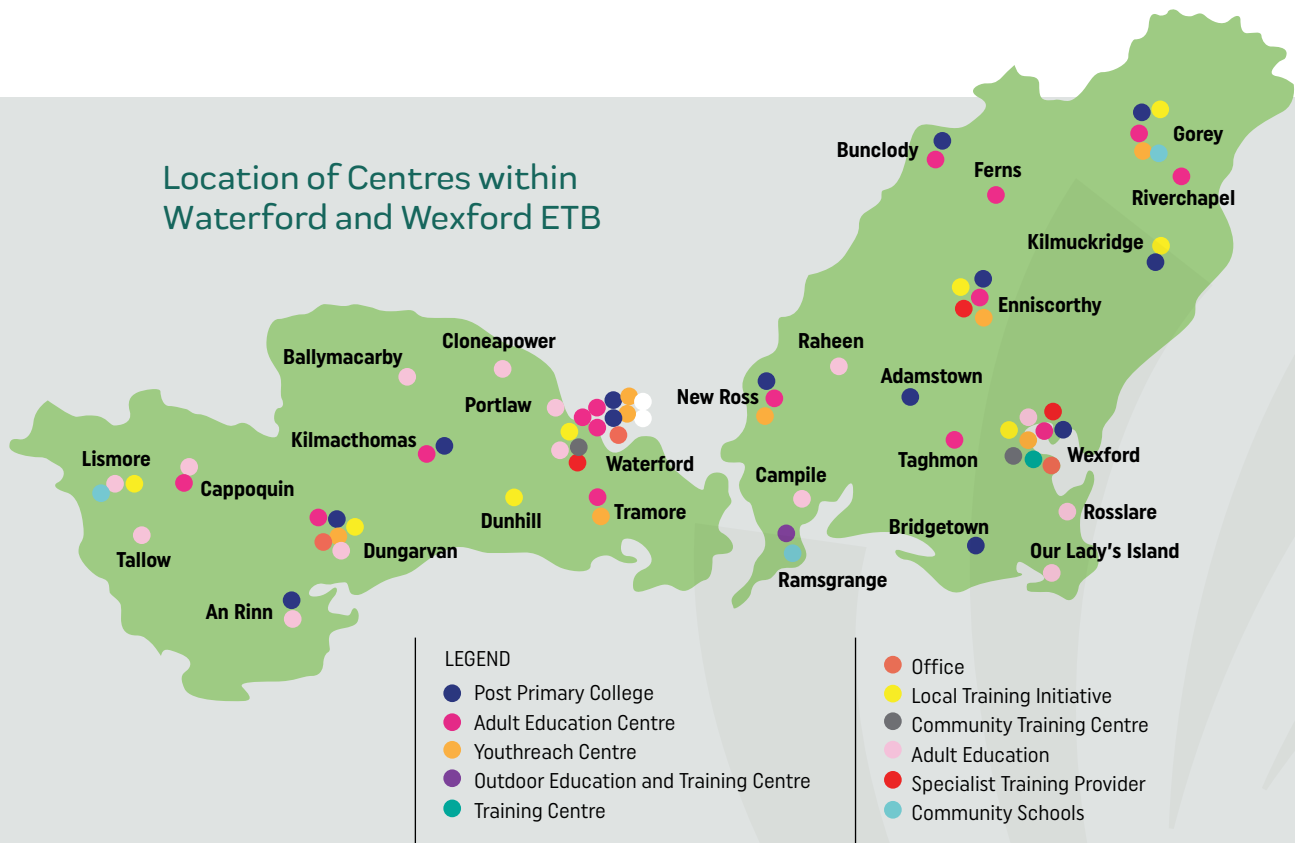 Location of Centres within
Waterford and Wexford ETB
Bunclody
Ferns
Gorey
Riverchapel
Kilmuckridge
Enniscorthy
Raheen
Adamstown
New Ross
Taghmon
Wexford
Campile
Rosslare
Bridgetown
Our Lady's Island
Ramsgrange
Cloneapower
Ballymacarby
Portlaw
Kilmacthomas
Waterford
Lismore
Cappoquin
Dunhill
Tramore
Tallow
Dungarvan
An Rinn
LEGEND
Post Primary College
Adult Education Centre
Youthreach Centre
Outdoor Education and Training Centre
Training Centre
Office
Local Training Initiative
Community Training Centre
Adult Education
Specialist Training Provider
Community Schools